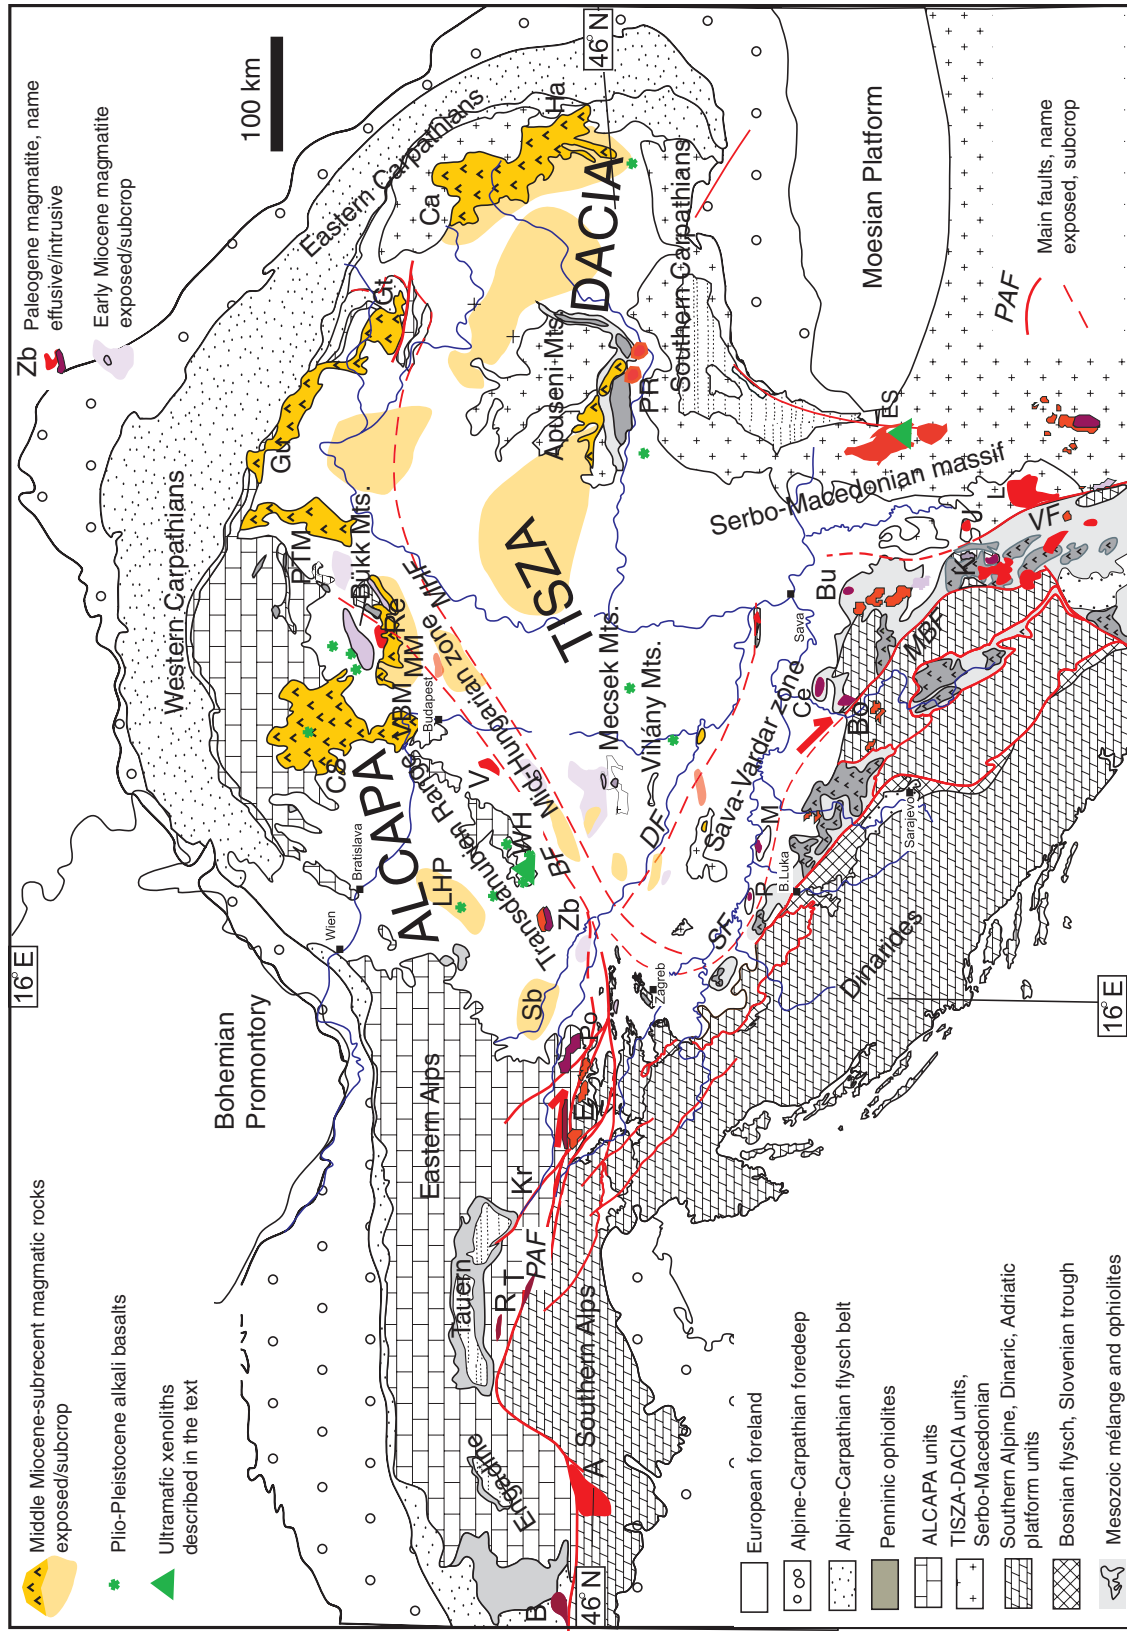 Middle Miocene-subrecent magmatic rocks
exposed/subcrop
Plio-Pleistocene alkali basalts
Ultramafic xenoliths
described in the text
Zb
Paleogene magmatite, name
effusive/intrusive
Early Miocene magmatite
exposed/subcrop
100 km
16°E
46°N
Bohemian
Promontory
Wien
Bratislava
Western Carpathians
Eastern Carpathians
Southern Carpathians
Moesian Platform
Eastern Alps
Tauern
Engadine
Southern Alps
ALCAPA
TISZA
DACIA
Transdanubien Range
Mid-Hungarian zone
MHF
Bükk Mts.
Apuseni Mts.
Mecsek Mts.
Villány Mts.
Sava-Vardar zone
Serbo-Macedonian massif
Dinarides
Budapest
Zagreb
B.Luka
Sarajevo
Sava
B
A
R
T
PAF
Kr
E
Po
Sb
Zb
LHP
WH
BF
V
CS
VBM
MM
Re
PTM
Gu
Gt
Ca
Ha
PR
ES
DF
SF
R
M
Ce
Bo
Bu
MBF
K
J
L
VF
46°N
16°E
PAF
Main faults, name
exposed, subcrop
European foreland
Alpine-Carpathian foredeep
Alpine-Carpathian flysch belt
Penninic ophiolites
ALCAPA units
TISZA-DACIA units,
Serbo-Macedonian
Southern Alpine, Dinaric, Adriatic
platform units
Bosnian flysch, Slovenian trough
Mesozoic mélange and ophiolites